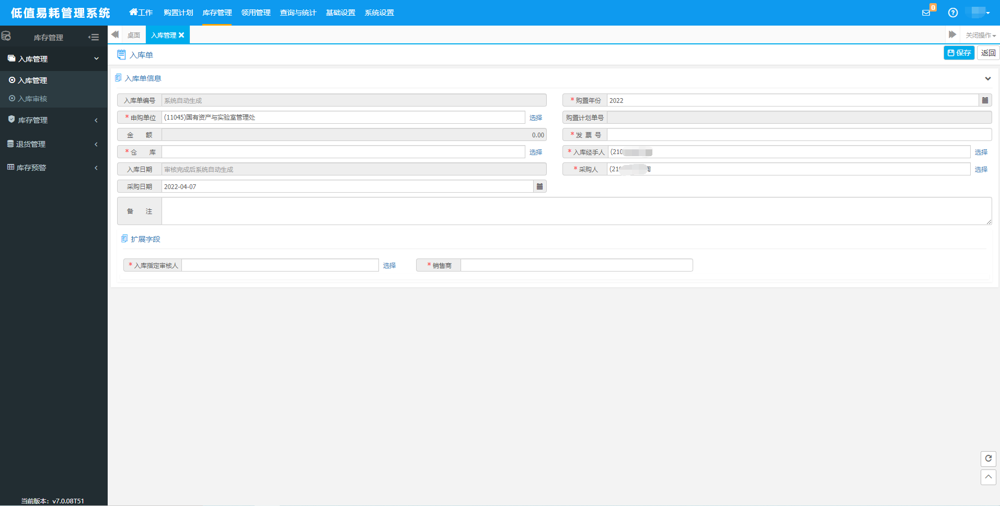 低值易耗管理系统
工作 购置计划 库存管理 领用管理 查询与统计 基础设置 系统设置
0
库存管理
桌面 入库管理 关闭操作
入库管理
入库管理
入库审核
库存管理
退货管理
库存预警
当前版本：v7.0.08T51
入库单
保存 返回
入库单信息
入库单编号 系统自动生成
* 购置年份 2022
* 申购单位 (11045)国有资产与实验室管理处 选择
购置计划单号
金 额 0.00
* 发 票 号
* 仓 库 选择
* 入库经手人 (210 选择
入库日期 审核完成后系统自动生成
* 采购人 (21 选择
采购日期 2022-04-07
备 注
扩展字段
* 入库指定审核人 选择
* 销售商